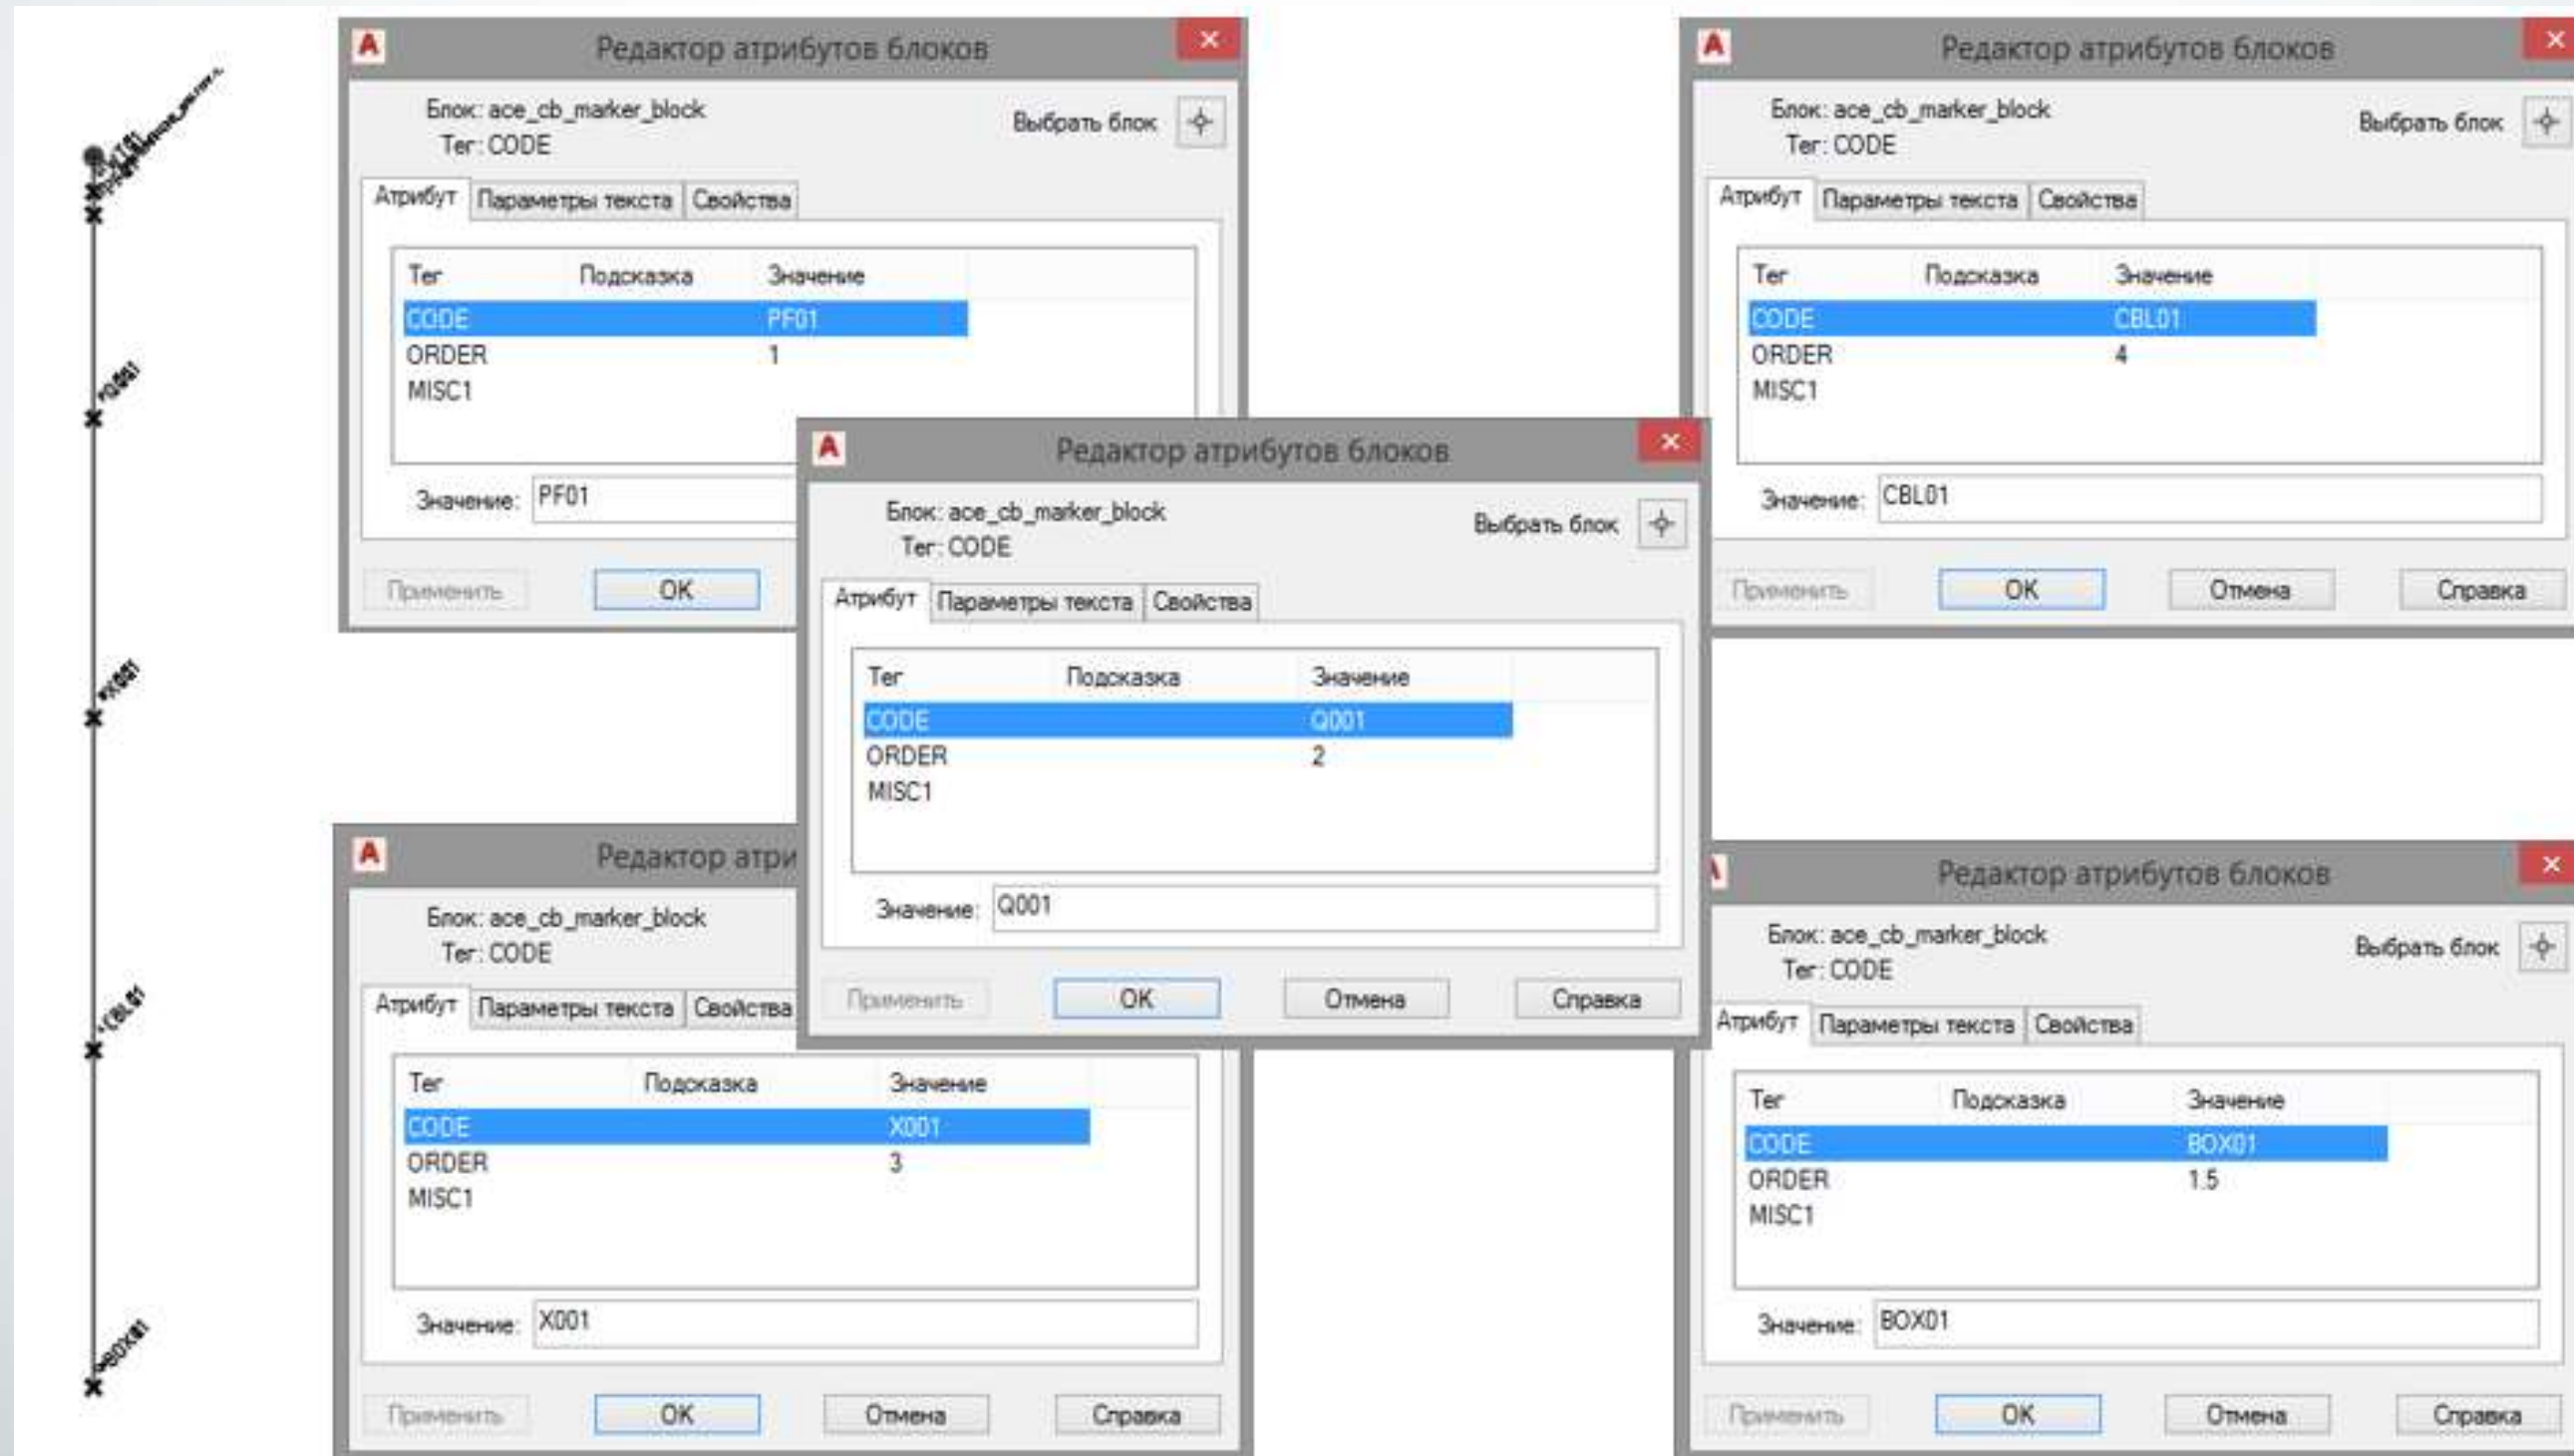 *Q001
*X001
*CBL01
*BOX01
Редактор атрибутов блоков
Блок: ace_cb_marker_block
Выбрать блок
Тег: CODE
Атрибут Параметры текста Свойства
Тег Подсказка Значение
CODE PF01
ORDER 1
MISC1
Значение: PF01
Применить OK
Редактор атрибутов блоков
Блок: ace_cb_marker_block
Выбрать блок
Тег: CODE
Атрибут Параметры текста Свойства
Тег Подсказка Значение
CODE CBL01
ORDER 4
MISC1
Значение: CBL01
Применить OK Отмена Справка
Редактор атрибутов блоков
Блок: ace_cb_marker_block
Выбрать блок
Тег: CODE
Атрибут Параметры текста Свойства
Тег Подсказка Значение
CODE Q001
ORDER 2
MISC1
Значение: Q001
Применить OK Отмена Справка
Редактор атри
Блок: ace_cb_marker_block
Тег: CODE
Атрибут Параметры текста Свойства
Тег Подсказка Значение
CODE X001
ORDER 3
MISC1
Значение: X001
Применить OK Отмена Справка
Редактор атрибутов блоков
Блок: ace_cb_marker_block
Выбрать блок
Тег: CODE
Атрибут Параметры текста Свойства
Тег Подсказка Значение
CODE BOX01
ORDER 1.5
MISC1
Значение: BOX01
Применить OK Отмена Справка